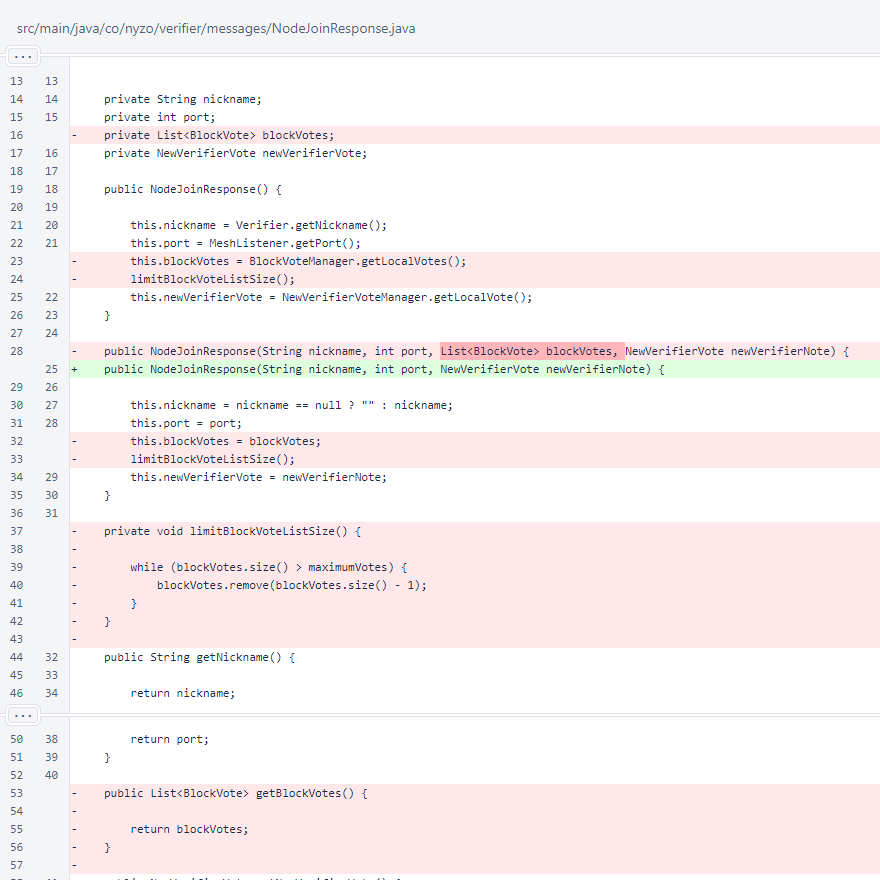 src/main/java/co/nyzo/verifier/messages/NodeJoinResponse.java
...
13 13
14 14 private String nickname;
15 15 private int port;
16 - private List<BlockVote> blockVotes;
17 16 private NewVerifierVote newVerifierVote;
18 17
19 18 public NodeJoinResponse() {
20 19
21 20 this.nickname = Verifier.getNickname();
22 21 this.port = MeshListener.getPort();
23 - this.blockVotes = BlockVoteManager.getLocalVotes();
24 - limitBlockVoteListSize();
25 22 this.newVerifierVote = NewVerifierVoteManager.getLocalVote();
26 23 }
27 24
28 - public NodeJoinResponse(String nickname, int port, List<BlockVote> blockVotes, NewVerifierVote newVerifierNote) {
25 + public NodeJoinResponse(String nickname, int port, NewVerifierVote newVerifierNote) {
29 26
30 27 this.nickname = nickname == null ? "" : nickname;
31 28 this.port = port;
32 - this.blockVotes = blockVotes;
33 - limitBlockVoteListSize();
34 29 this.newVerifierVote = newVerifierNote;
35 30 }
36 31
37 - private void limitBlockVoteListSize() {
38 -
39 - while (blockVotes.size() > maximumVotes) {
40 - blockVotes.remove(blockVotes.size() - 1);
41 - }
42 - }
43 -
44 32 public String getNickname() {
45 33
46 34 return nickname;
...
50 38 return port;
51 39 }
52 40
53 - public List<BlockVote> getBlockVotes() {
54 -
55 - return blockVotes;
56 - }
57 -